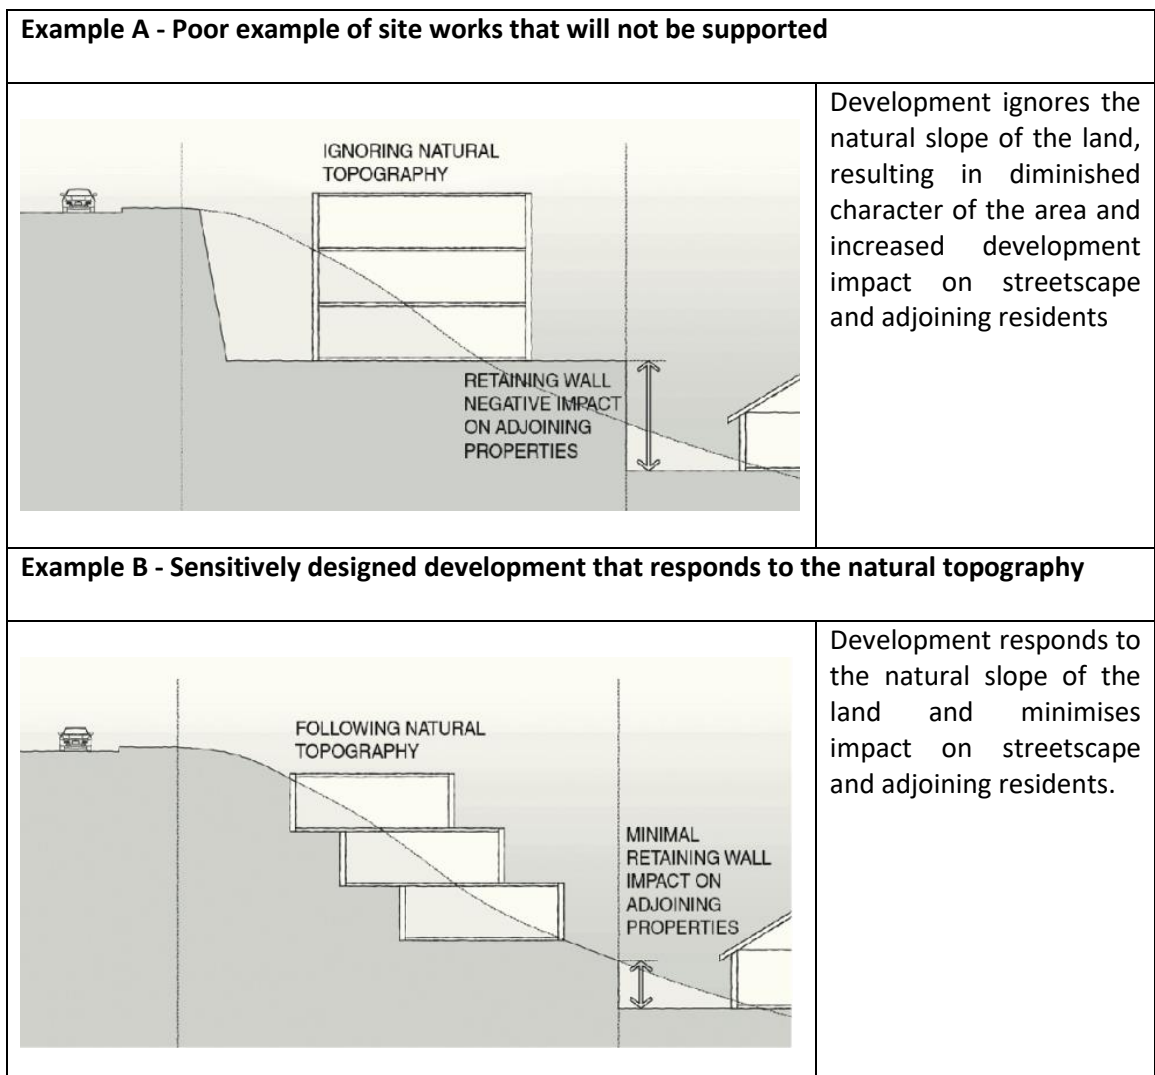 Example A - Poor example of site works that will not be supported
IGNORING NATURAL
TOPOGRAPHY
RETAINING WALL
NEGATIVE IMPACT
ON ADJOINING
PROPERTIES
Development ignores the
natural slope of the land,
resulting in diminished
character of the area and
increased development
impact on streetscape
and adjoining residents
Example B - Sensitively designed development that responds to the natural topography
FOLLOWING NATURAL
TOPOGRAPHY
MINIMAL
RETAINING WALL
IMPACT ON
ADJOINING
PROPERTIES
Development responds to
the natural slope of the
land and minimises
impact on streetscape
and adjoining residents.